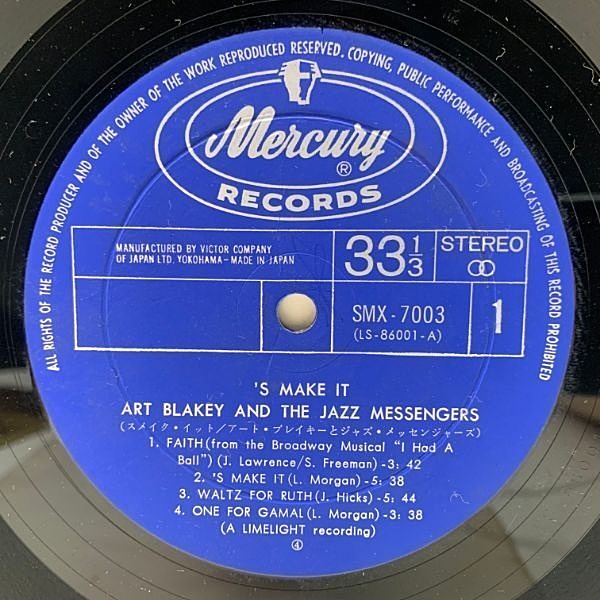 ALL RIGHTS OF THE RECORD PRODUCER AND OF THE OWNER OF THE WORK REPRODUCED RESERVED. COPYING, PUBLIC PERFORMANCE AND BROADCASTING OF THIS RECORD PROHIBITED
Mercury
®
RECORDS
MANUFACTURED BY VICTOR COMPANY
OF JAPAN LTD. YOKOHAMA - MADE IN JAPAN
33 1/3
STEREO
SMX - 7003
(LS-86001-A)
1
'S MAKE IT
ART BLAKEY AND THE JAZZ MESSENGERS
(スメイク・イット/アート・ブレイキーとジャズ・メッセンジャーズ)
1. FAITH (from the Broadway Musical "I Had A
Ball") (J. Lawrence/S. Freeman) -3: 42
2. 'S MAKE IT (L. Morgan) -5: 38
3. WALTZ FOR RUTH (J. Hicks) -5: 44
4. ONE FOR GAMAL (L. Morgan) -3: 38
(A LIMELIGHT recording)
④